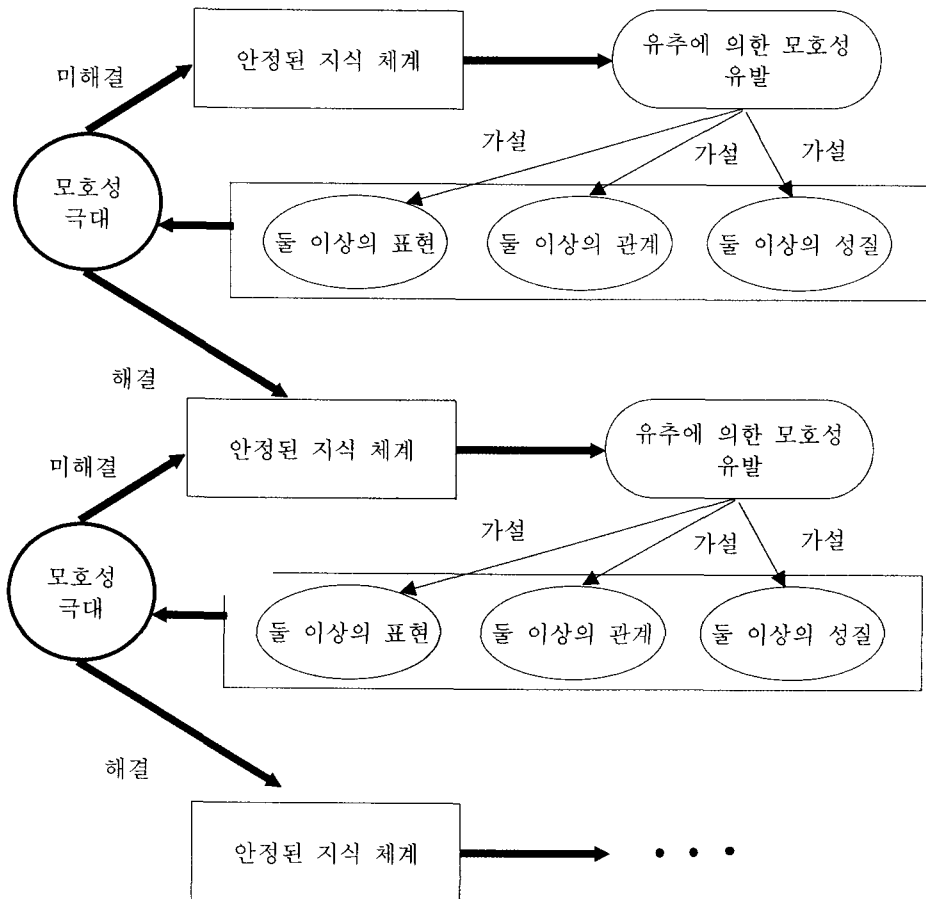 안정된 지식 체계
유추에 의한 모호성
유발
미해결
가설
가설
가설
모호성
극대
둘 이상의 표현
둘 이상의 관계
둘 이상의 성질
해결
안정된 지식 체계
유추에 의한 모호성
유발
미해결
가설
가설
가설
모호성
극대
둘 이상의 표현
둘 이상의 관계
둘 이상의 성질
해결
안정된 지식 체계
• • •